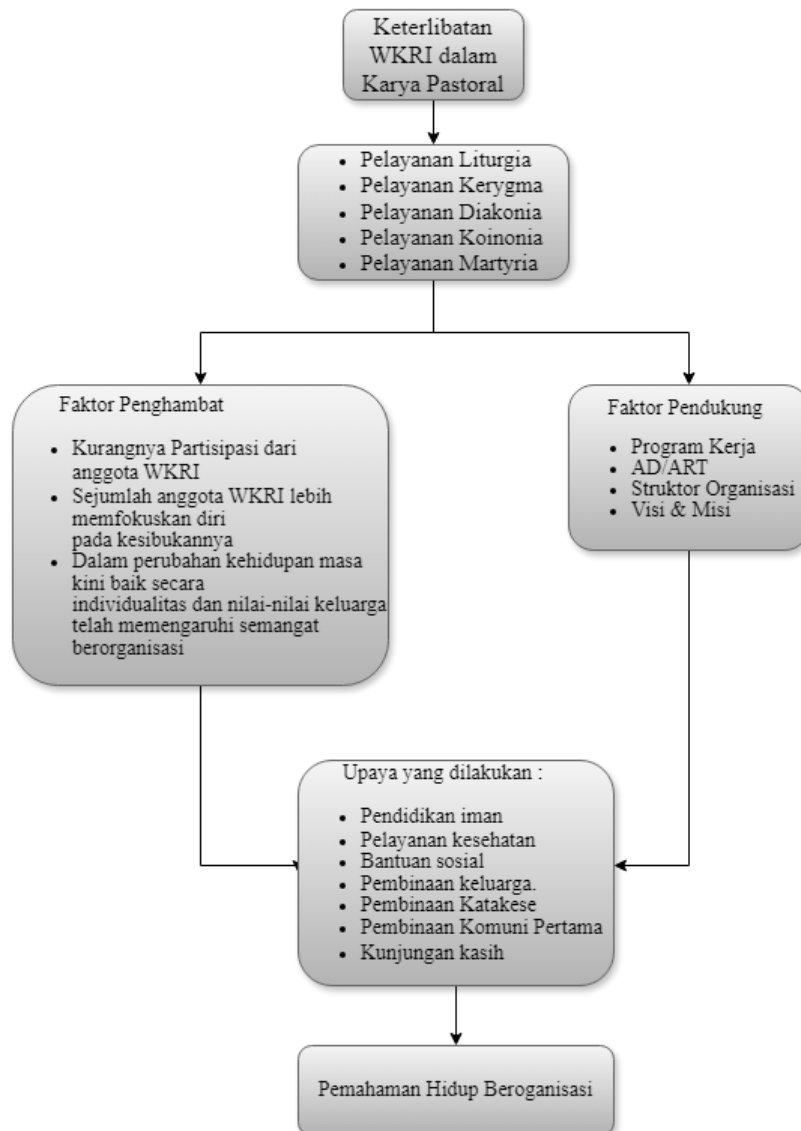 Keterlibatan
WKRI dalam
Karya Pastoral
• Pelayanan Liturgia
• Pelayanan Kerygma
• Pelayanan Diakonia
• Pelayanan Koinonia
• Pelayanan Martyria
Faktor Penghambat
• Kurangnya Partisipasi dari
anggota WKRI
• Sejumlah anggota WKRI lebih
memfokuskan diri
pada kesibukannya
• Dalam perubahan kehidupan masa
kini baik secara
individualitas dan nilai-nilai keluarga
telah memengaruhi semangat
berorganisasi
Faktor Pendukung
• Program Kerja
• AD/ART
• Struktor Organisasi
• Visi & Misi
Upaya yang dilakukan :
• Pendidikan iman
• Pelayanan kesehatan
• Bantuan sosial
• Pembinaan keluarga.
• Pembinaan Katakese
• Pembinaan Komuni Pertama
• Kunjungan kasih
Pemahaman Hidup Beroganisasi